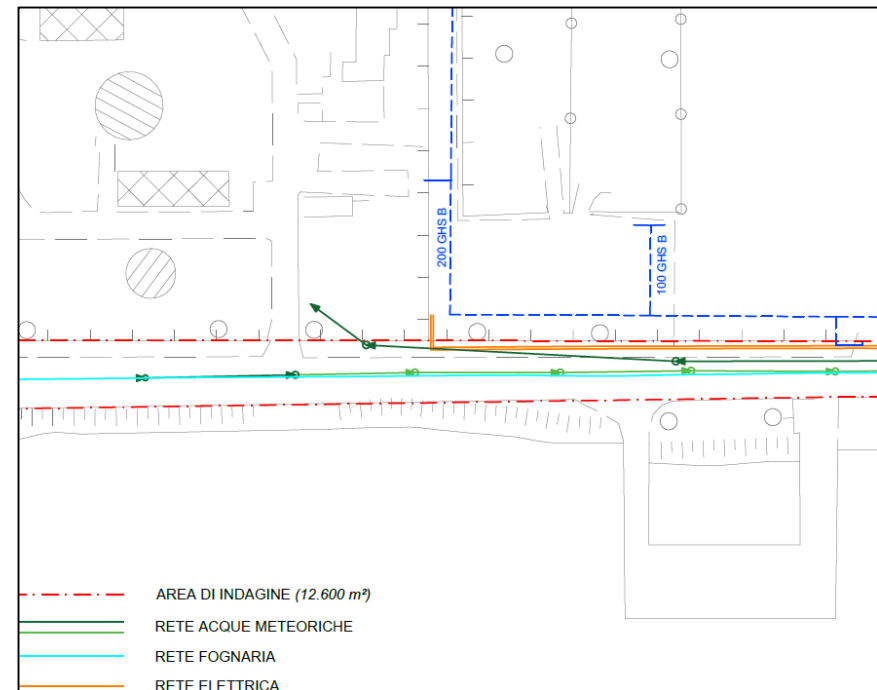 200 GHS B
100 GHS B
AREA DI INDAGINE (12.600 m²)
RETE ACQUE METEORICHE
RETE FOGNARIA
RETE ELETTRICA